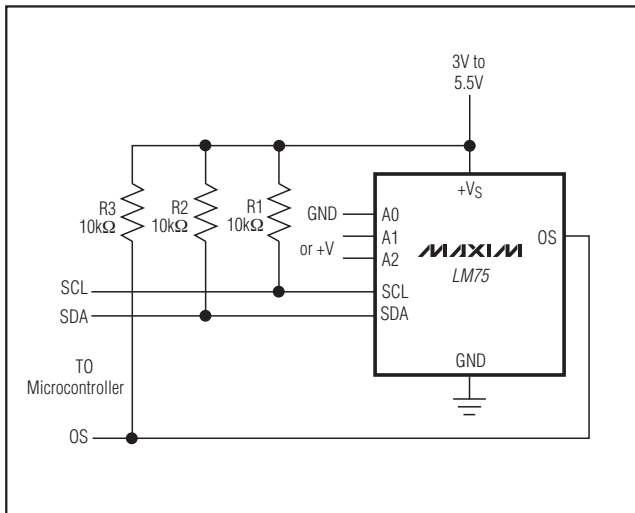 3V to
5.5V
+VS
R3
10kΩ
R2
10kΩ
R1
10kΩ
GND
or +V
A0
A1
A2
MAXIM
LM75
OS
SCL
SDA
SCL
SDA
GND
TO
Microcontroller
OS